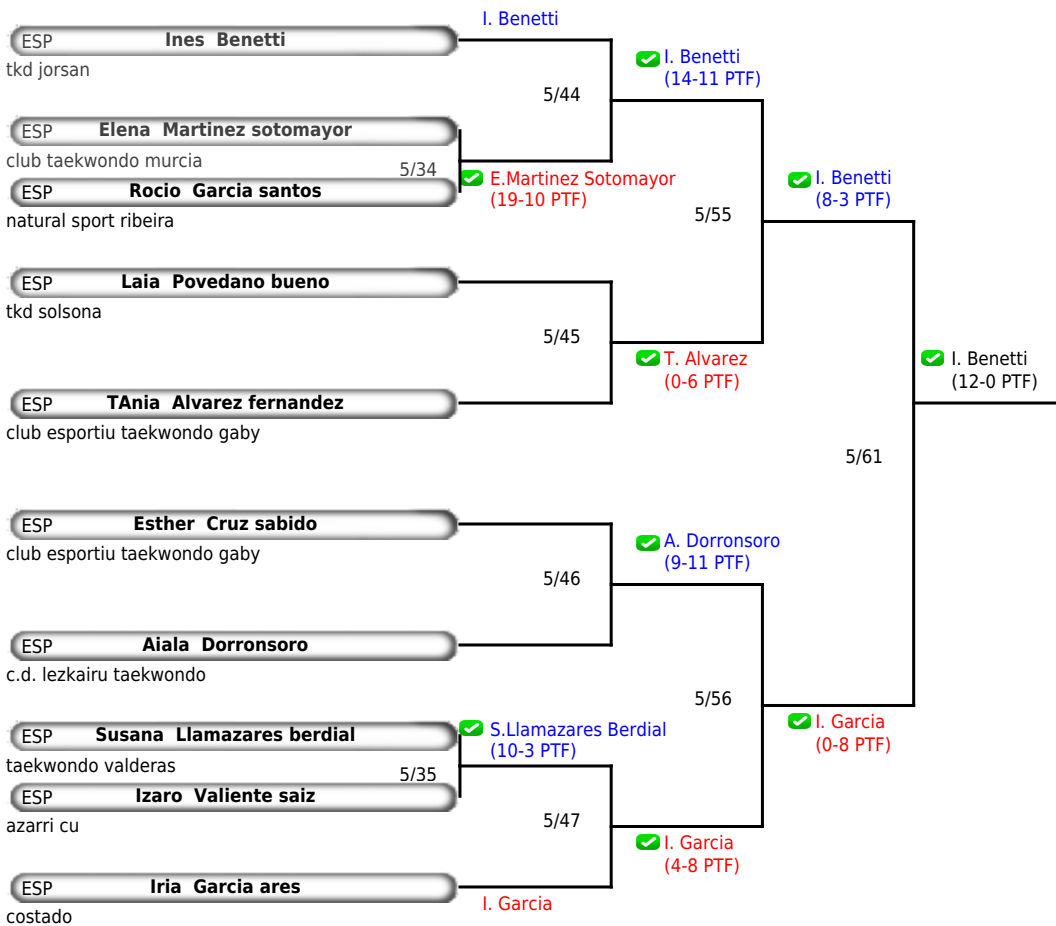 I. Benetti
ESP Ines Benetti
tkd jorsan
I. Benetti
(14-11 PTF)
5/44
ESP Elena Martinez sotomayor
club taekwondo murcia
5/34
ESP Rocio Garcia santos
natural sport ribeira
E.Martinez Sotomayor
(19-10 PTF)
I. Benetti
(8-3 PTF)
5/55
ESP Laia Povedano bueno
tkd solsona
5/45
T. Alvarez
(0-6 PTF)
I. Benetti
(12-0 PTF)
ESP TAnia Alvarez fernandez
club esportiu taekwondo gaby
5/61
ESP Esther Cruz sabido
club esportiu taekwondo gaby
A. Dorronsoro
(9-11 PTF)
5/46
ESP Aiala Dorronsoro
c.d. lezkairu taekwondo
5/56
I. Garcia
(0-8 PTF)
ESP Susana Llamazares berdial
taekwondo valderas
S.Llamazares Berdial
(10-3 PTF)
5/35
ESP Izaro Valiente saiz
azarri cu
5/47
I. Garcia
(4-8 PTF)
ESP Iria Garcia ares
costado
I. Garcia